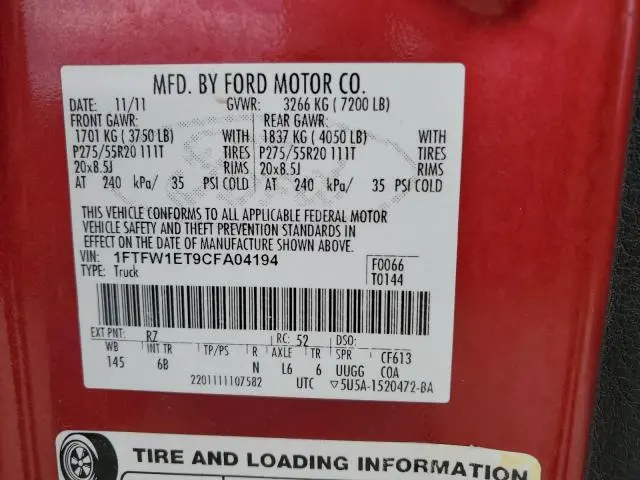 MFD. BY FORD MOTOR CO.
DATE: 11/11 GVWR: 3266 KG ( 7200 LB)
FRONT GAWR: REAR GAWR:
1701 KG ( 3750 LB) WITH 1837 KG ( 4050 LB) WITH
P275/55R20 111T TIRES P275/55R20 111T TIRES
20x8.5J RIMS 20x8.5J RIMS
AT 240 kPa/ 35 PSI COLD AT 240 kPa/ 35 PSI COLD
THIS VEHICLE CONFORMS TO ALL APPLICABLE FEDERAL MOTOR
VEHICLE SAFETY AND THEFT PREVENTION STANDARDS IN
EFFECT ON THE DATE OF MANUFACTURE SHOWN ABOVE.
VIN: 1FTFW1ET9CFA04194 F0066
TYPE: Truck T0144
EXT PNT: RZ RC: 52 DSO:
WB INT TR TP/PS R AXLE TR SPR CF613
145 6B N L6 6 UUGG COA
2201111107582 UTC ▽5U5A-1520472-BA
TIRE AND LOADING INFORMATION